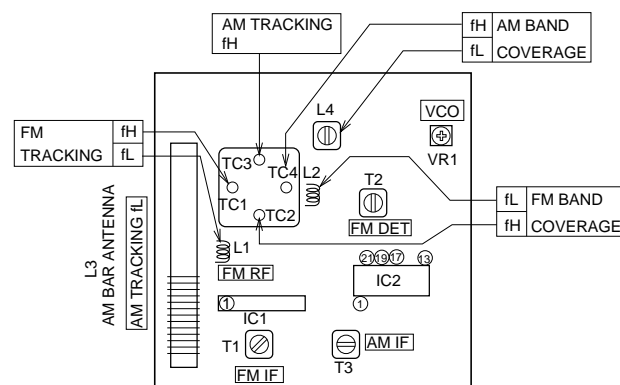 AM TRACKING
fH
fH AM BAND
fL COVERAGE
FM fH
TRACKING fL
L4
VCO
VR1
TC3
TC4
L2
TC1
TC2
T2
FM DET
fL FM BAND
fH COVERAGE
L3
AM BAR ANTENNA
AM TRACKING fL
L1
FM RF
21 19 17 13
IC2
1
1
IC1
T1
FM IF
AM IF
T3